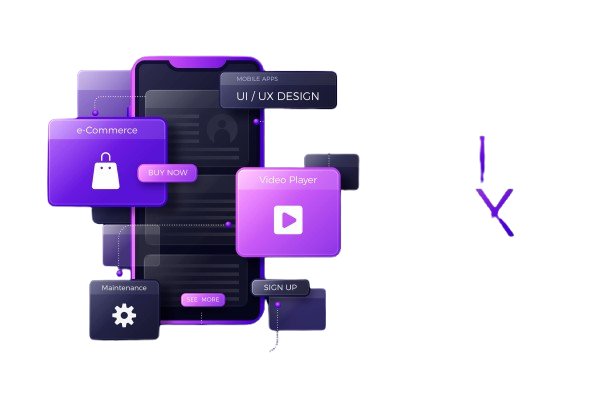 MOBILE APPS
UI / UX DESIGN
e-Commerce
BUY NOW
Video Player
Maintenance
SEE MORE
SIGN UP